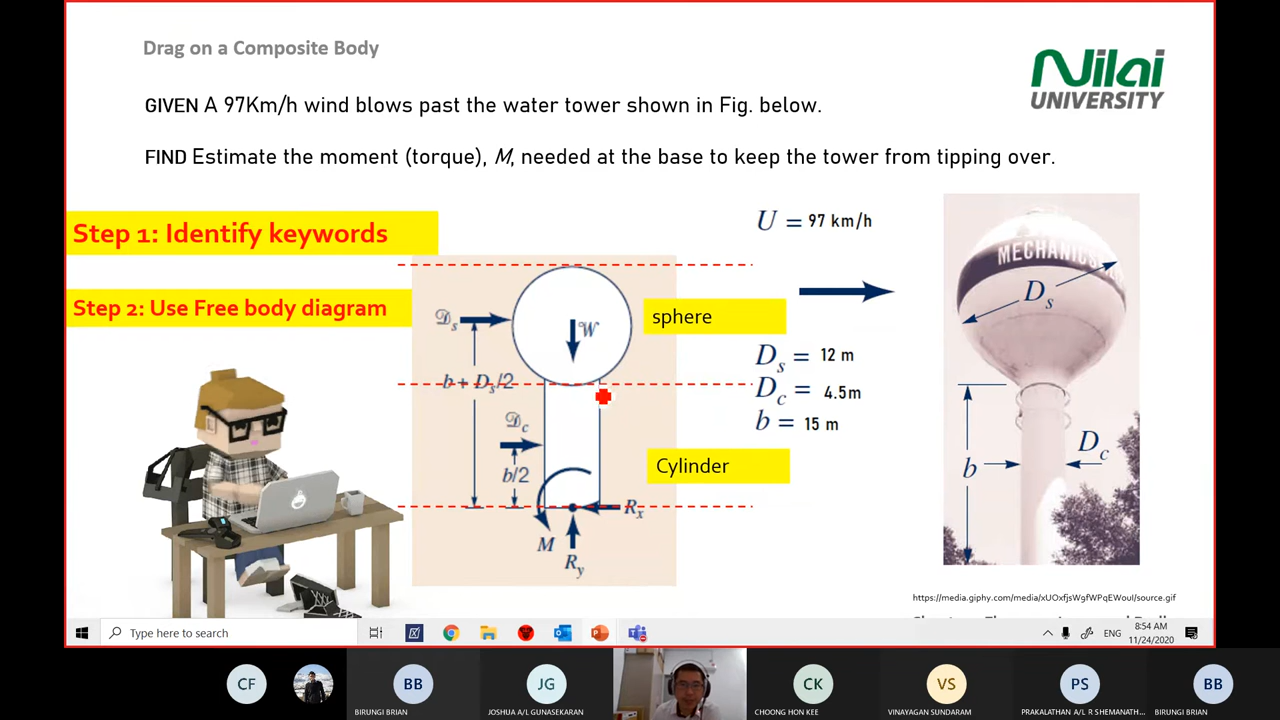 Drag on a Composite Body
Nilai
UNIVERSITY
GIVEN A 97Km/h wind blows past the water tower shown in Fig. below.
FIND Estimate the moment (torque), M, needed at the base to keep the tower from tipping over.
Step 1: Identify keywords
Step 2: Use Free body diagram
𝒟s
W
b + Ds/2
𝒟c
b/2
M
Rx
Ry
sphere
Cylinder
U = 97 km/h
Ds = 12 m
Dc = 4.5m
b = 15 m
MECHANICS
Ds
Dc
b
https://media.giphy.com/media/xUOxfjsWgfWPqEWouI/source.gif
Type here to search
ENG
8:54 AM
11/24/2020
CF
BB
BIRUNGI BRIAN
JG
JOSHUA A/L GUNASEKARAN
CK
CHOONG HON KEE
VS
VINAYAGAN SUNDARAM
PS
PRAKALATHAN A/L R SHEMANATH...
BB
BIRUNGI BRIAN